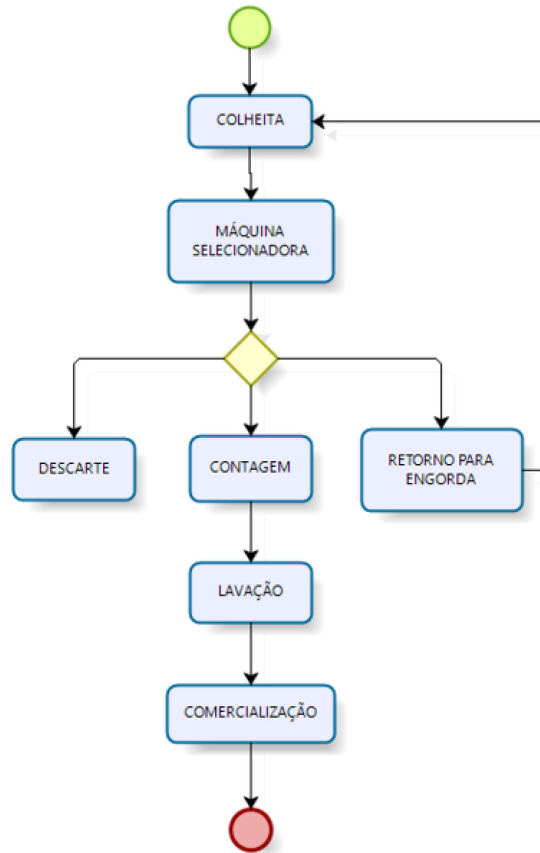 COLHEITA
MÁQUINA
SELECIONADORA
DESCARTE
CONTAGEM
RETORNO PARA
ENGORDA
LAVAÇÃO
COMERCIALIZAÇÃO